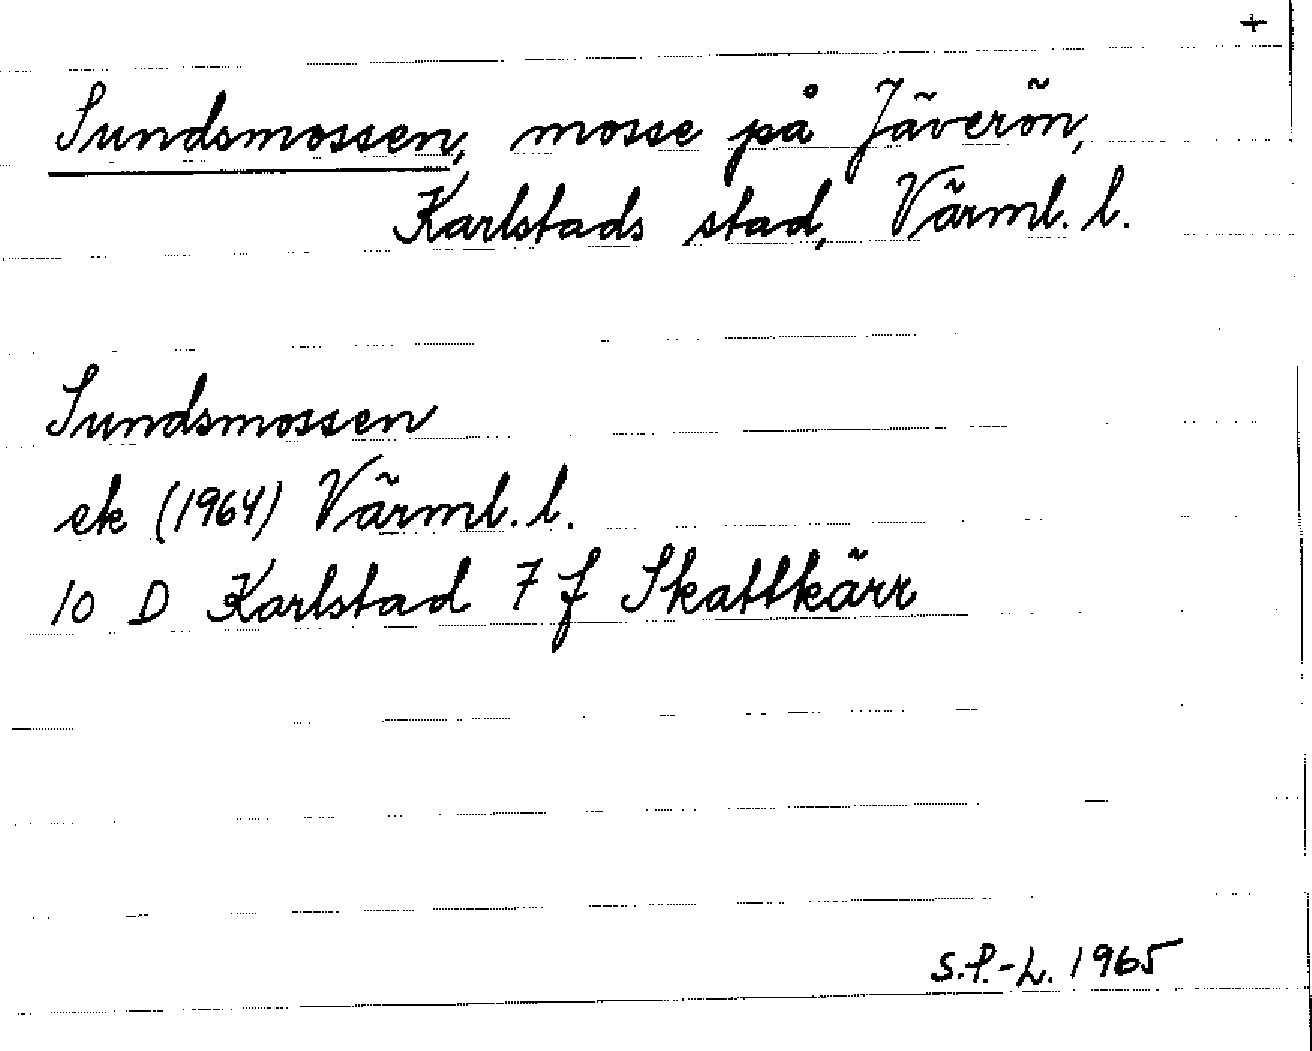 +
Sundsmossen, mosse på Jäverön,
Karlstads stad, Värml. l.
Sundsmossen
ek (1964) Värml. l.
10 D Karlstad 7 f Skattkärr
S.P.-L. 1965